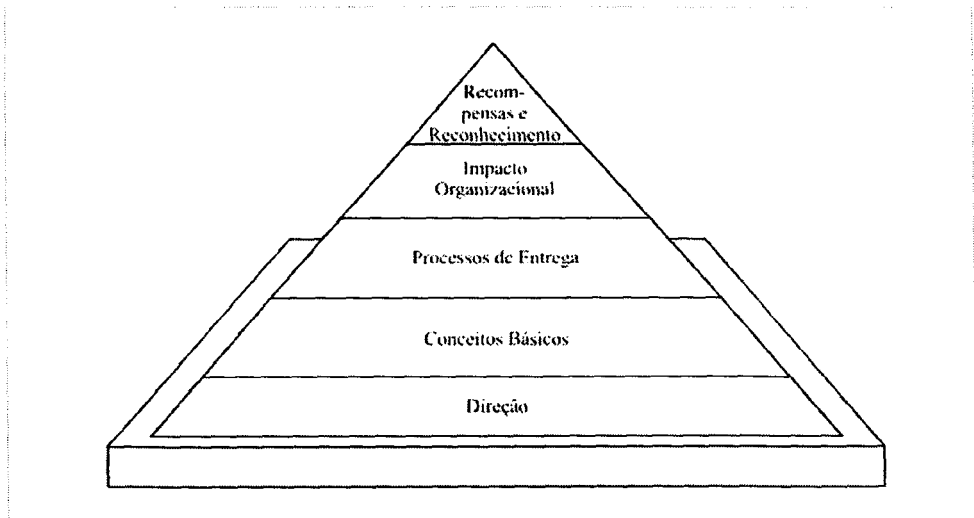 Recom-
pensas e
Reconhecimento
Impacto
Organizacional
Processos de Entrega
Conceitos Básicos
Direção